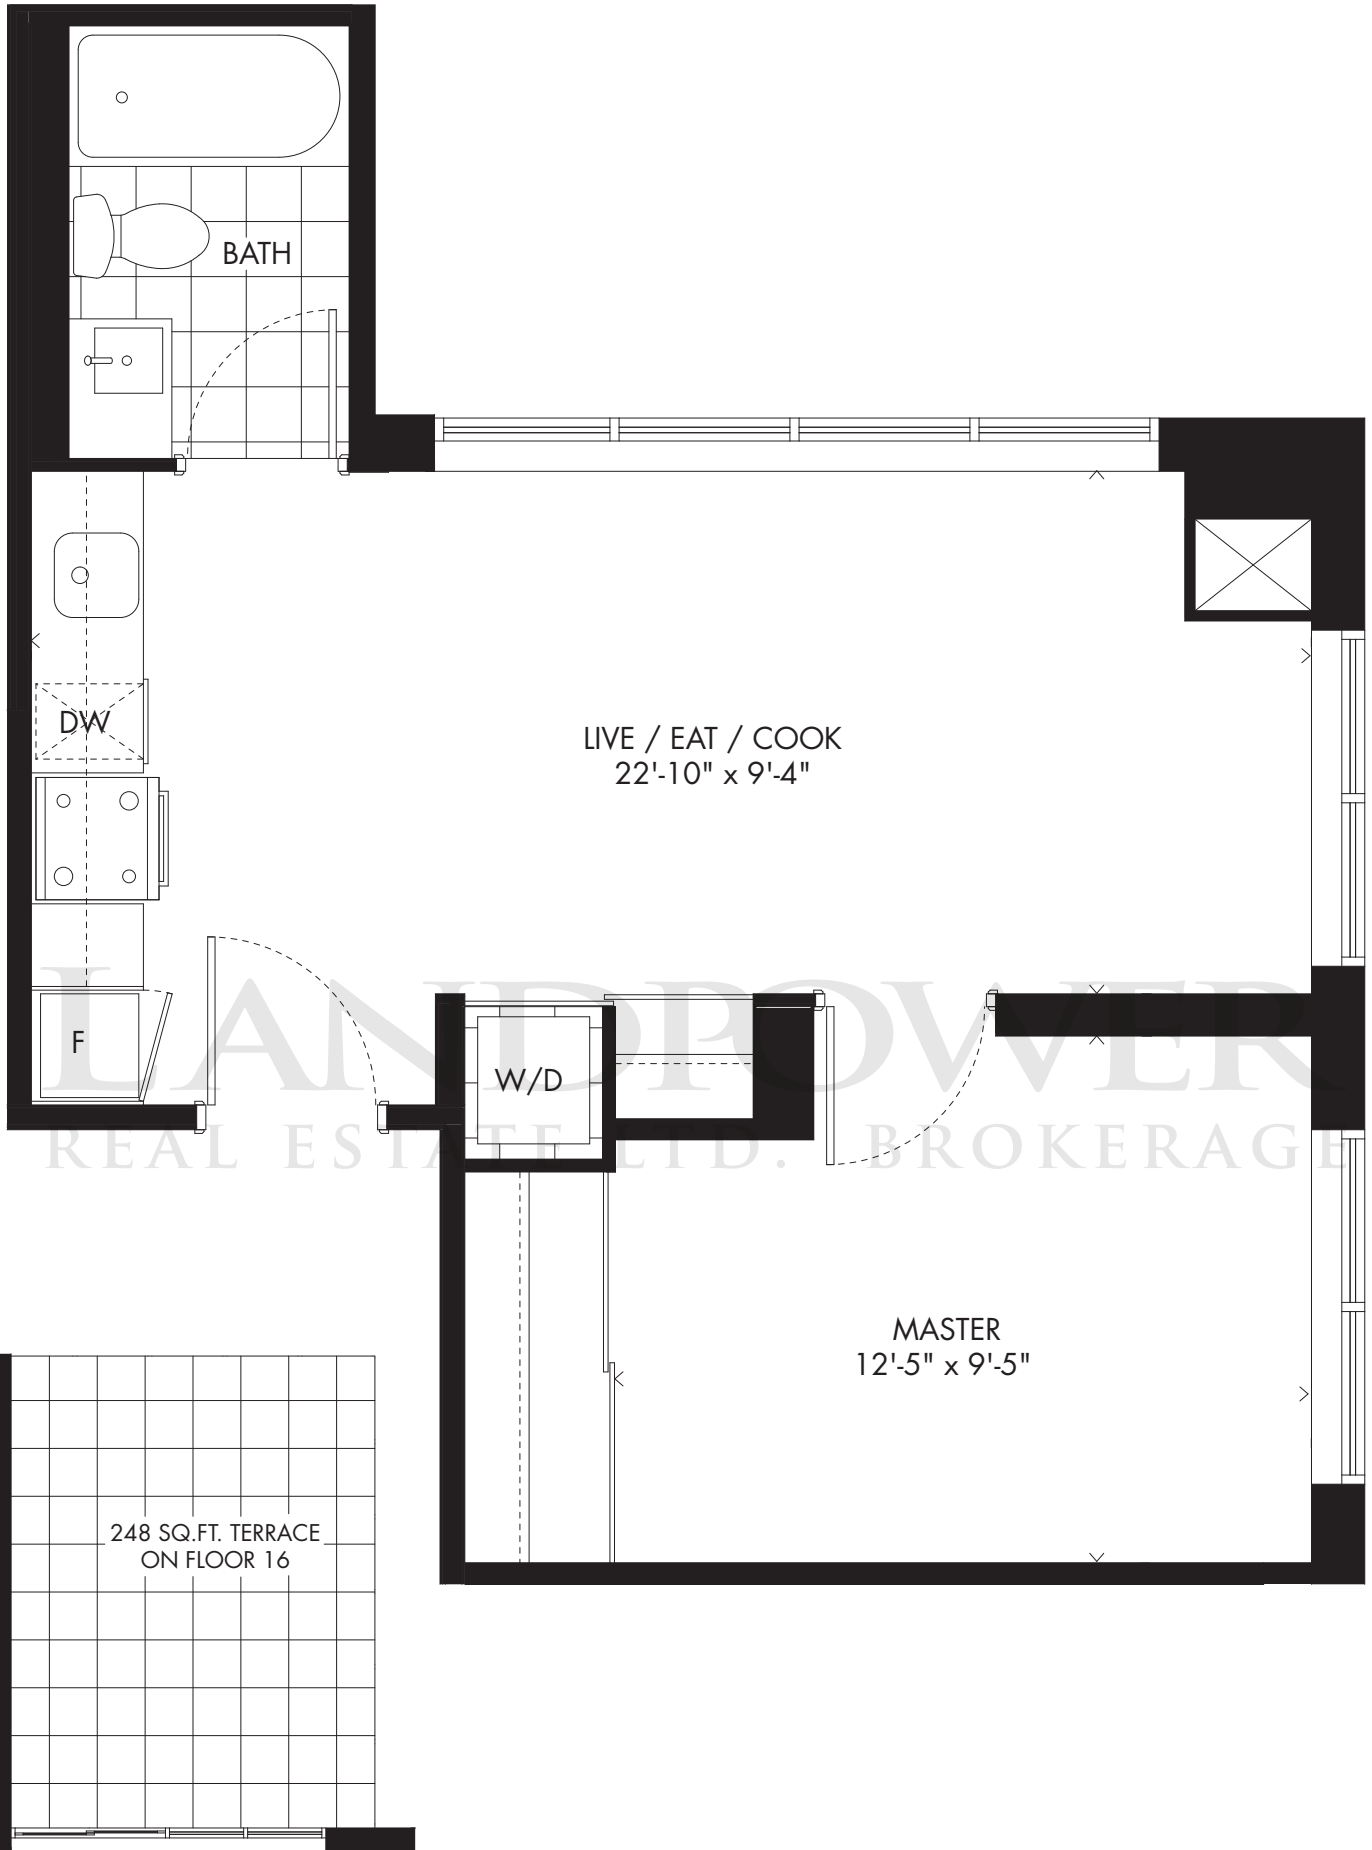 BATH
DW
LIVE / EAT / COOK
22'-10" x 9'-4"
F
W/D
LANDPOWER
REAL ESTATE LTD. BROKERAGE
MASTER
12'-5" x 9'-5"
248 SQ.FT. TERRACE
ON FLOOR 16